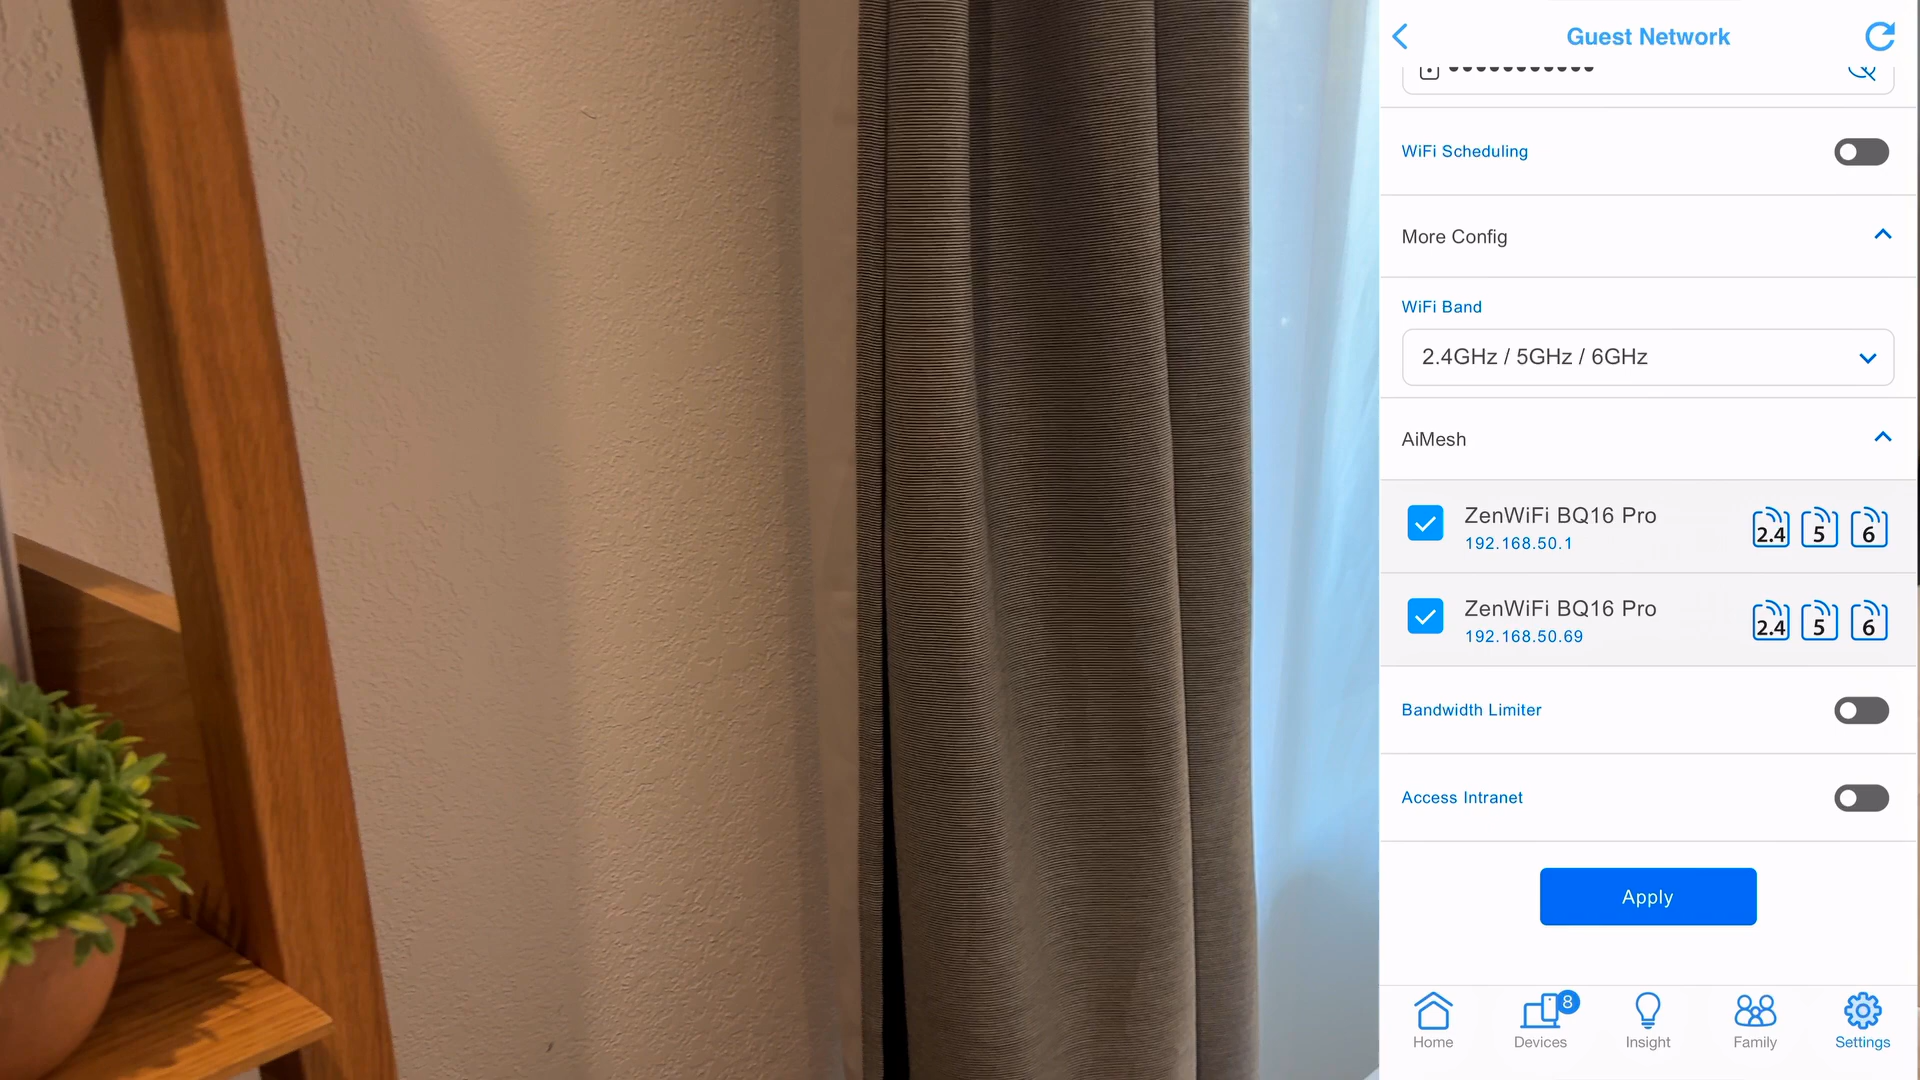 Guest Network
WiFi Scheduling
More Config
WiFi Band
2.4GHz / 5GHz / 6GHz
AiMesh
ZenWiFi BQ16 Pro
192.168.50.1
2.4 5 6
ZenWiFi BQ16 Pro
192.168.50.69
2.4 5 6
Bandwidth Limiter
Access Intranet
Apply
8
Home Devices Insight Family Settings